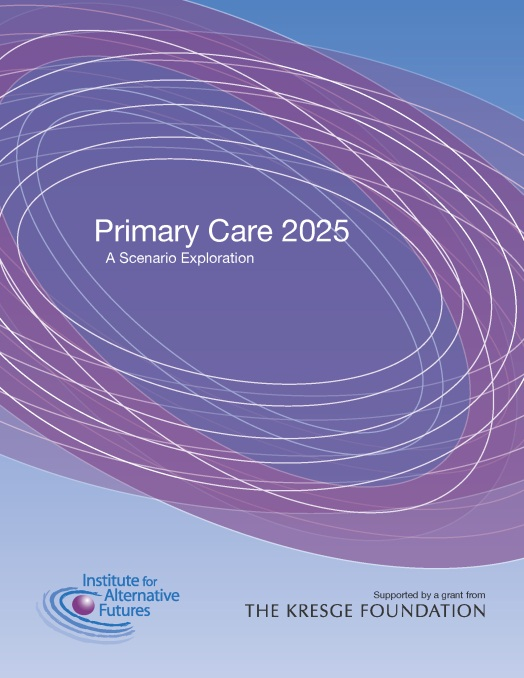 Primary Care 2025
A Scenario Exploration
Institute for
Alternative
Futures
Supported by a grant from
THE KRESGE FOUNDATION